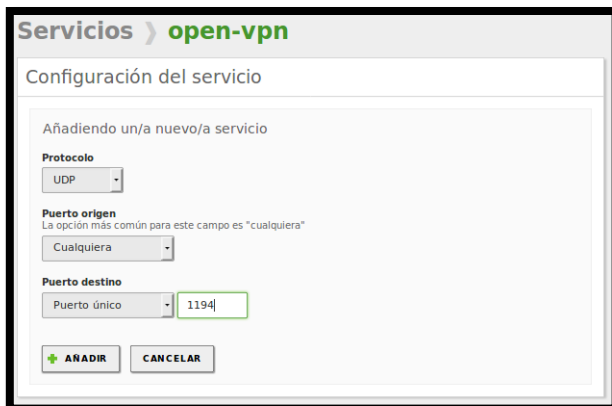 Servicios ❯ open-vpn
Configuración del servicio
Añadiendo un/a nuevo/a servicio
Protocolo
UDP
Puerto origen
La opción más común para este campo es "cualquiera"
Cualquiera
Puerto destino
Puerto único 1194
AÑADIR CANCELAR